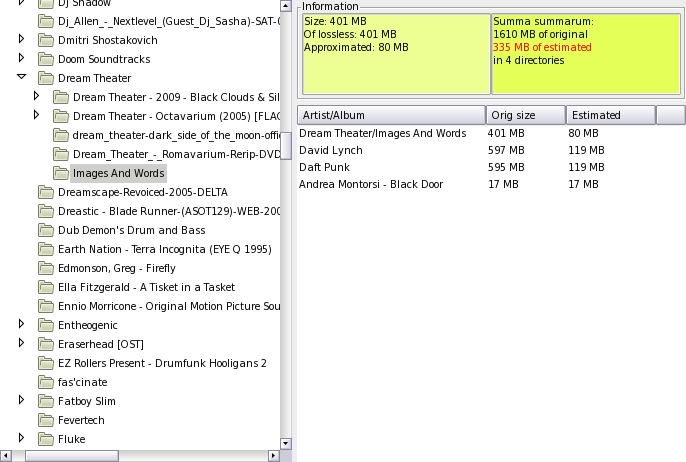 Dj Shadow
Dj_Allen_-_Nextlevel_(Guest_Dj_Sasha)-SAT-
Dmitri Shostakovich
Doom Soundtracks
Dream Theater
Dream Theater - 2009 - Black Clouds & Sil
Dream Theater - Octavarium (2005) [FLAC
dream_theater-dark_side_of_the_moon-offi
Dream_Theater_-_Romavarium-Rerip-DVD
Images And Words
Dreamscape-Revoiced-2005-DELTA
Dreastic - Blade Runner-(ASOT129)-WEB-200
Dub Demon's Drum and Bass
Earth Nation - Terra Incognita (EYE Q 1995)
Edmonson, Greg - Firefly
Ella Fitzgerald - A Tisket in a Tasket
Ennio Morricone - Original Motion Picture Sou
Entheogenic
Eraserhead [OST]
EZ Rollers Present - Drumfunk Hooligans 2
fas'cinate
Fatboy Slim
Fevertech
Fluke
Information
Size: 401 MB
Of lossless: 401 MB
Approximated: 80 MB
Summa summarum:
1610 MB of original
335 MB of estimated
in 4 directories
Artist/Album Orig size Estimated
Dream Theater/Images And Words 401 MB 80 MB
David Lynch 597 MB 119 MB
Daft Punk 595 MB 119 MB
Andrea Montorsi - Black Door 17 MB 17 MB